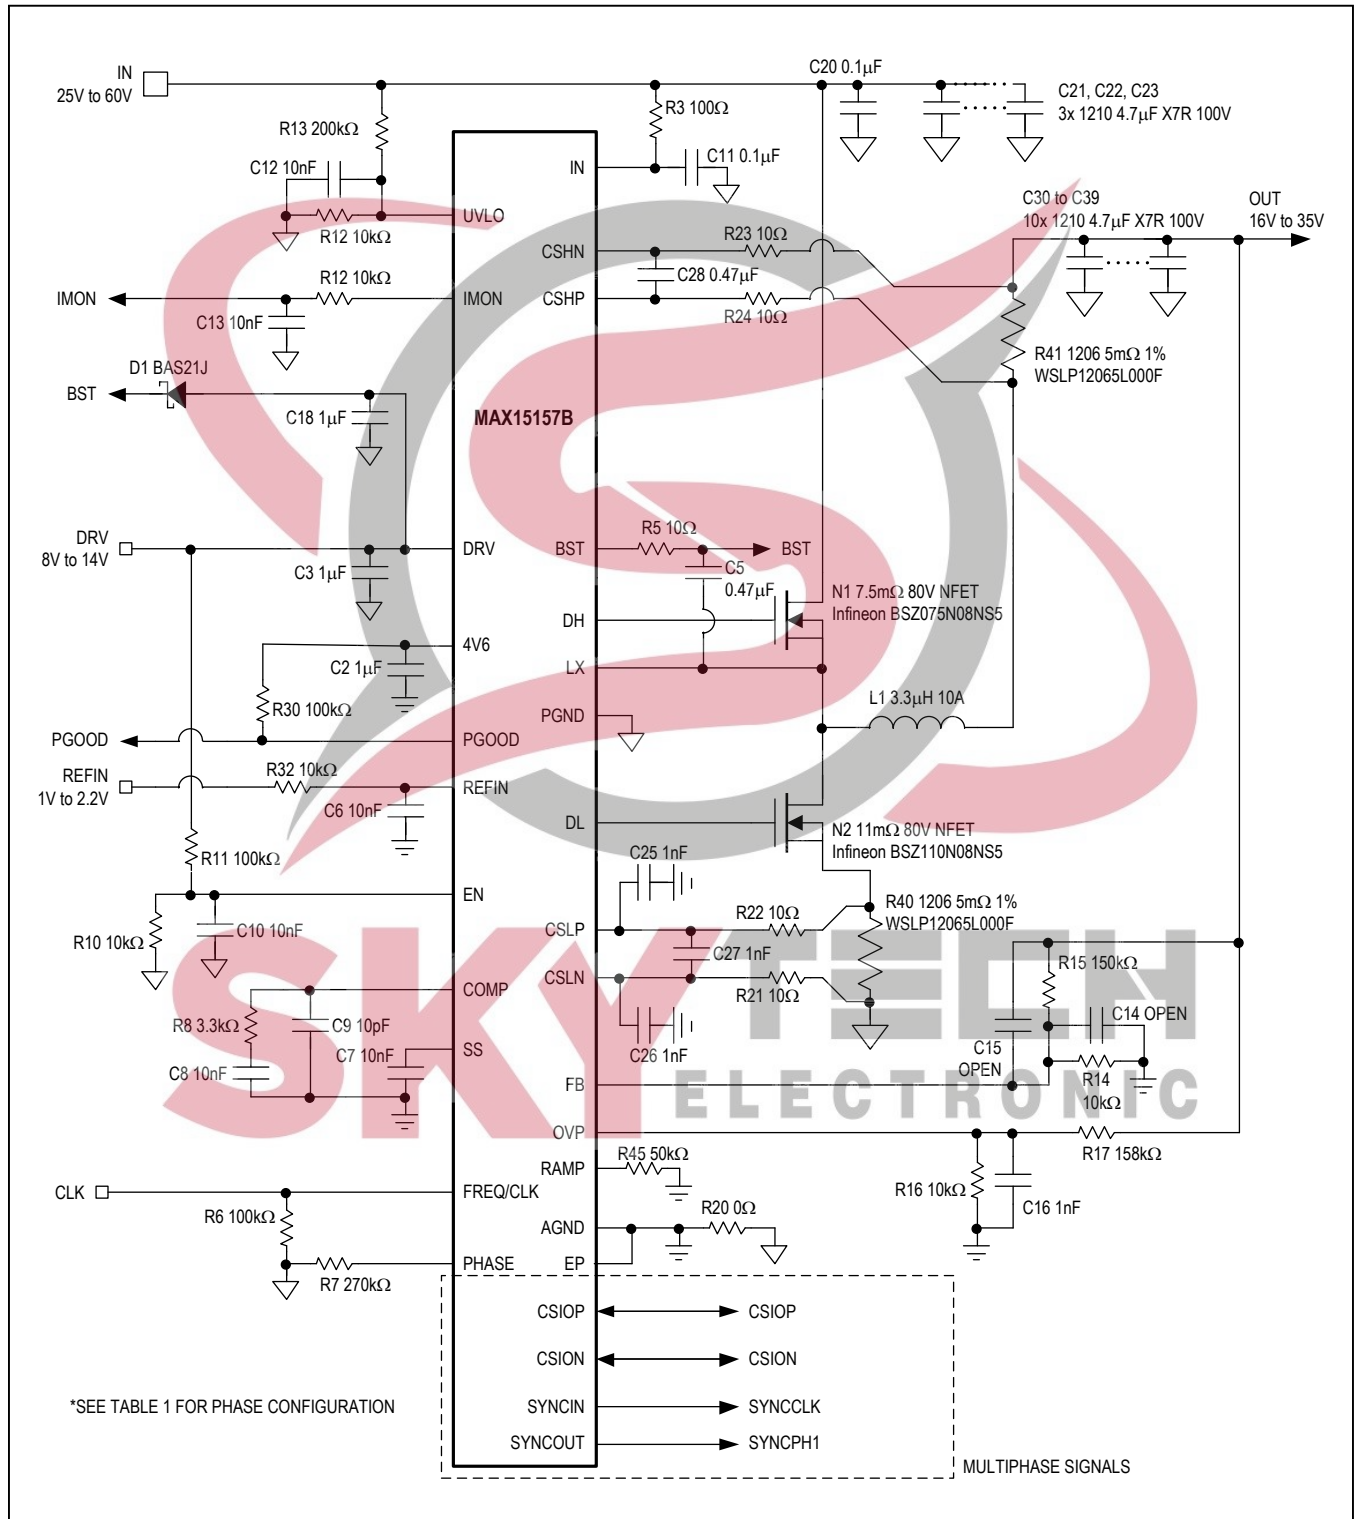 IN
25V to 60V
C20 0.1µF
C21, C22, C23
3x 1210 4.7µF X7R 100V
R13 200kΩ
R3 100Ω
C12 10nF
IN
C11 0.1µF
UVLO
R12 10kΩ
C30 to C39
10x 1210 4.7µF X7R 100V
OUT
16V to 35V
CSHN
R23 10Ω
C28 0.47µF
IMON
R12 10kΩ
IMON
CSHP
R24 10Ω
C13 10nF
R41 1206 5mΩ 1%
WSLP12065L000F
D1 BAS21J
BST
C18 1µF
MAX15157B
DRV
8V to 14V
DRV
BST
R5 10Ω
BST
C3 1µF
C5
0.47µF
N1 7.5mΩ 80V NFET
Infineon BSZ075N08NS5
DH
4V6
C2 1µF
LX
R30 100kΩ
L1 3.3µH 10A
PGND
PGOOD
PGOOD
REFIN
1V to 2.2V
R32 10kΩ
REFIN
C6 10nF
DL
N2 11mΩ 80V NFET
Infineon BSZ110N08NS5
R11 100kΩ
C25 1nF
EN
R40 1206 5mΩ 1%
WSLP12065L000F
R10 10kΩ
C10 10nF
CSLP
R22 10Ω
C27 1nF
CSLN
R21 10Ω
R15 150kΩ
COMP
R8 3.3kΩ
C9 10pF
C14 OPEN
SS
C7 10nF
C26 1nF
C15
OPEN
C8 10nF
FB
R14
10kΩ
OVP
R17 158kΩ
R45 50kΩ
RAMP
R16 10kΩ
C16 1nF
CLK
FREQ/CLK
R6 100kΩ
AGND
R20 0Ω
PHASE
EP
R7 270kΩ
CSIOP
CSIOP
CSION
CSION
*SEE TABLE 1 FOR PHASE CONFIGURATION
SYNCIN
SYNCCLK
SYNCOUT
SYNCPH1
MULTIPHASE SIGNALS
SKYTECH
ELECTRONIC